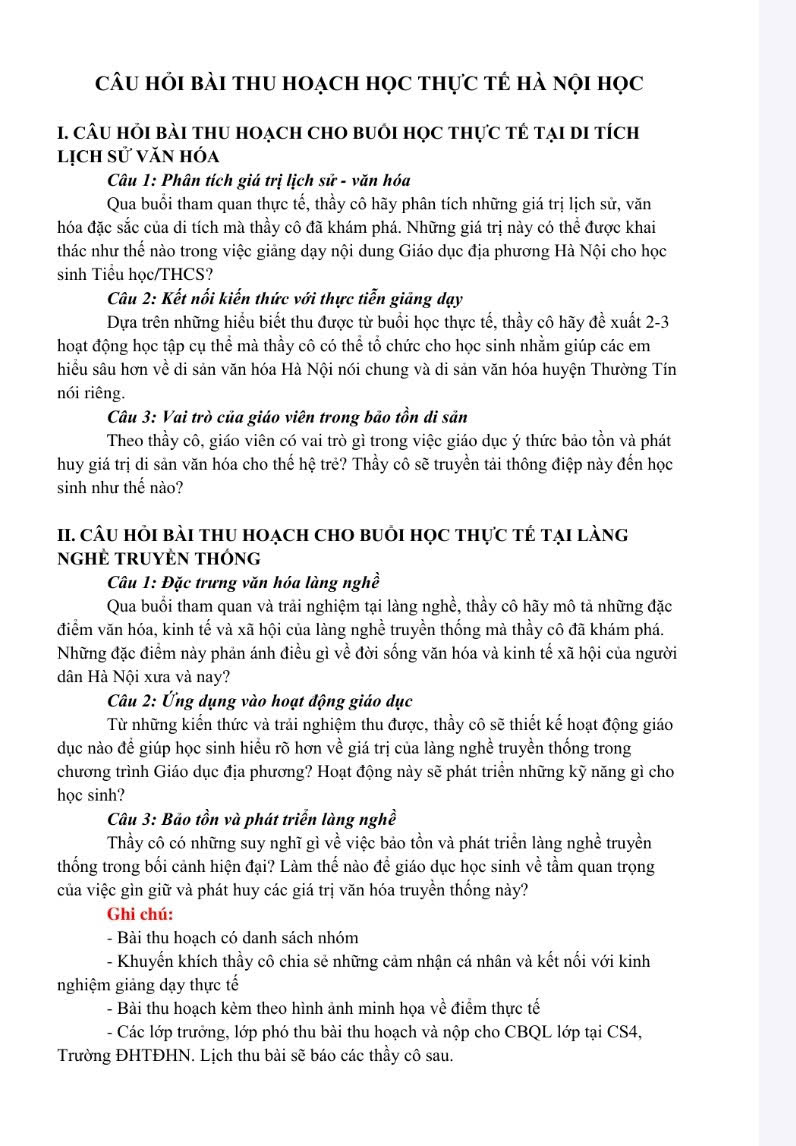 CÂU HỎI BÀI THU HOẠCH HỌC THỰC TẾ HÀ NỘI HỌC
I. CÂU HỎI BÀI THU HOẠCH CHO BUỔI HỌC THỰC TẾ TẠI DI TÍCH
LỊCH SỬ VĂN HÓA
Câu 1: Phân tích giá trị lịch sử - văn hóa
Qua buổi tham quan thực tế, thầy cô hãy phân tích những giá trị lịch sử, văn
hóa đặc sắc của di tích mà thầy cô đã khám phá. Những giá trị này có thể được khai
thác như thế nào trong việc giảng dạy nội dung Giáo dục địa phương Hà Nội cho học
sinh Tiểu học/THCS?
Câu 2: Kết nối kiến thức với thực tiễn giảng dạy
Dựa trên những hiểu biết thu được từ buổi học thực tế, thầy cô hãy đề xuất 2-3
hoạt động học tập cụ thể mà thầy cô có thể tổ chức cho học sinh nhằm giúp các em
hiểu sâu hơn về di sản văn hóa Hà Nội nói chung và di sản văn hóa huyện Thường Tín
nói riêng.
Câu 3: Vai trò của giáo viên trong bảo tồn di sản
Theo thầy cô, giáo viên có vai trò gì trong việc giáo dục ý thức bảo tồn và phát
huy giá trị di sản văn hóa cho thế hệ trẻ? Thầy cô sẽ truyền tải thông điệp này đến học
sinh như thế nào?
II. CÂU HỎI BÀI THU HOẠCH CHO BUỔI HỌC THỰC TẾ TẠI LÀNG
NGHỀ TRUYỀN THỐNG
Câu 1: Đặc trưng văn hóa làng nghề
Qua buổi tham quan và trải nghiệm tại làng nghề, thầy cô hãy mô tả những đặc
điểm văn hóa, kinh tế và xã hội của làng nghề truyền thống mà thầy cô đã khám phá.
Những đặc điểm này phản ánh điều gì về đời sống văn hóa và kinh tế xã hội của người
dân Hà Nội xưa và nay?
Câu 2: Ứng dụng vào hoạt động giáo dục
Từ những kiến thức và trải nghiệm thu được, thầy cô sẽ thiết kế hoạt động giáo
dục nào để giúp học sinh hiểu rõ hơn về giá trị của làng nghề truyền thống trong
chương trình Giáo dục địa phương? Hoạt động này sẽ phát triển những kỹ năng gì cho
học sinh?
Câu 3: Bảo tồn và phát triển làng nghề
Thầy cô có những suy nghĩ gì về việc bảo tồn và phát triển làng nghề truyền
thống trong bối cảnh hiện đại? Làm thế nào để giáo dục học sinh về tầm quan trọng
của việc gìn giữ và phát huy các giá trị văn hóa truyền thống này?
Ghi chú:
- Bài thu hoạch có danh sách nhóm
- Khuyến khích thầy cô chia sẻ những cảm nhận cá nhân và kết nối với kinh
nghiệm giảng dạy thực tế
- Bài thu hoạch kèm theo hình ảnh minh họa về điểm thực tế
- Các lớp trưởng, lớp phó thu bài thu hoạch và nộp cho CBQL lớp tại CS4,
Trường ĐHTĐHN. Lịch thu bài sẽ báo các thầy cô sau.